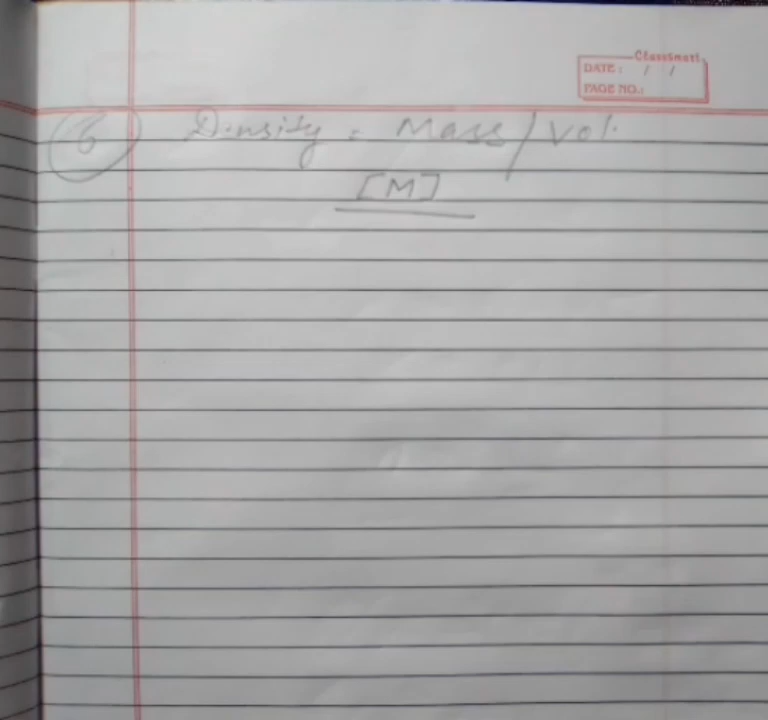 Classmate
DATE: / /
PAGE NO.:
6 Density = Mass / Vol.
[M]